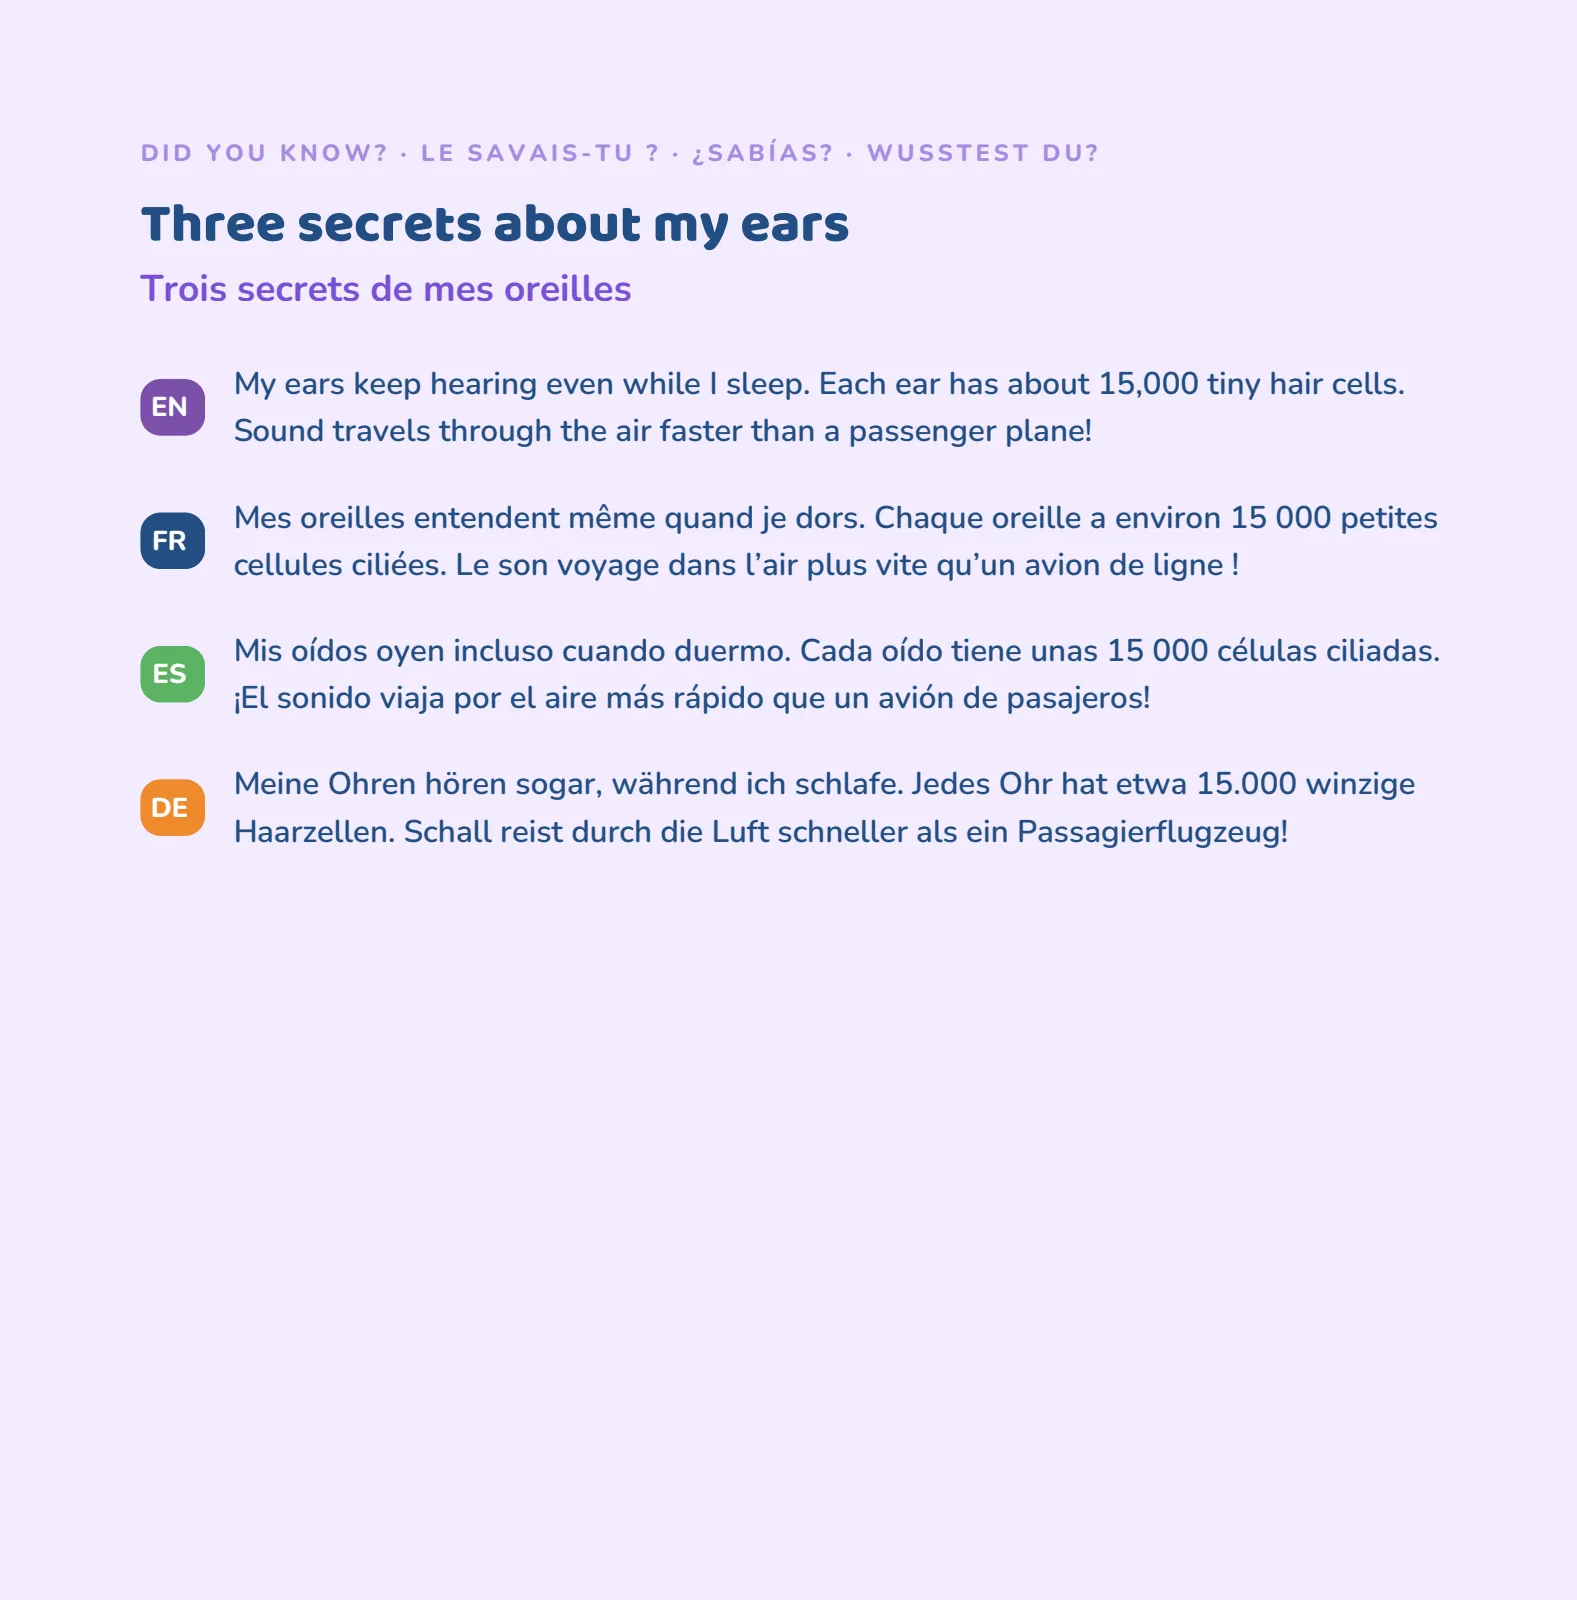 DID YOU KNOW? · LE SAVAIS-TU ? · ¿SABÍAS? · WUSSTEST DU?
Three secrets about my ears
Trois secrets de mes oreilles
EN
My ears keep hearing even while I sleep. Each ear has about 15,000 tiny hair cells.
Sound travels through the air faster than a passenger plane!
FR
Mes oreilles entendent même quand je dors. Chaque oreille a environ 15 000 petites
cellules ciliées. Le son voyage dans l’air plus vite qu’un avion de ligne !
ES
Mis oídos oyen incluso cuando duermo. Cada oído tiene unas 15 000 células ciliadas.
¡El sonido viaja por el aire más rápido que un avión de pasajeros!
DE
Meine Ohren hören sogar, während ich schlafe. Jedes Ohr hat etwa 15.000 winzige
Haarzellen. Schall reist durch die Luft schneller als ein Passagierflugzeug!